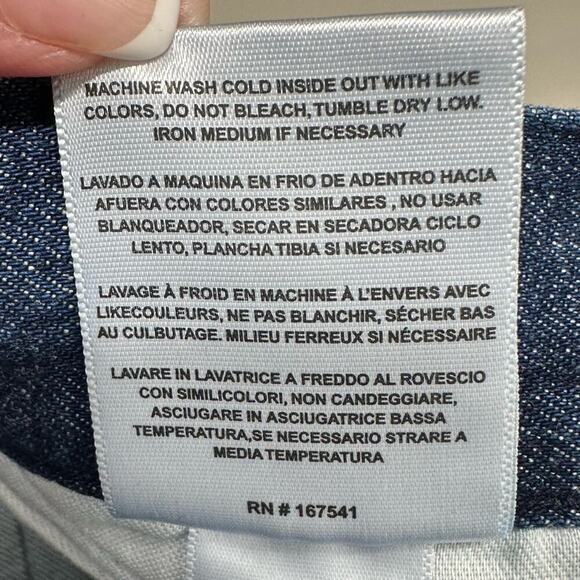 MACHINE WASH COLD INSIDE OUT WITH LIKE
COLORS, DO NOT BLEACH, TUMBLE DRY LOW.
IRON MEDIUM IF NECESSARY
LAVADO A MAQUINA EN FRIO DE ADENTRO HACIA
AFUERA CON COLORES SIMILARES , NO USAR
BLANQUEADOR, SECAR EN SECADORA CICLO
LENTO, PLANCHA TIBIA SI NECESARIO
LAVAGE À FROID EN MACHINE À L'ENVERS AVEC
LIKECOULEURS, NE PAS BLANCHIR, SÉCHER BAS
AU CULBUTAGE. MILIEU FERREUX SI NÉCESSAIRE
LAVARE IN LAVATRICE A FREDDO AL ROVESCIO
CON SIMILICOLORI, NON CANDEGGIARE,
ASCIUGARE IN ASCIUGATRICE BASSA
TEMPERATURA,SE NECESSARIO STRARE A
MEDIA TEMPERATURA
RN # 167541